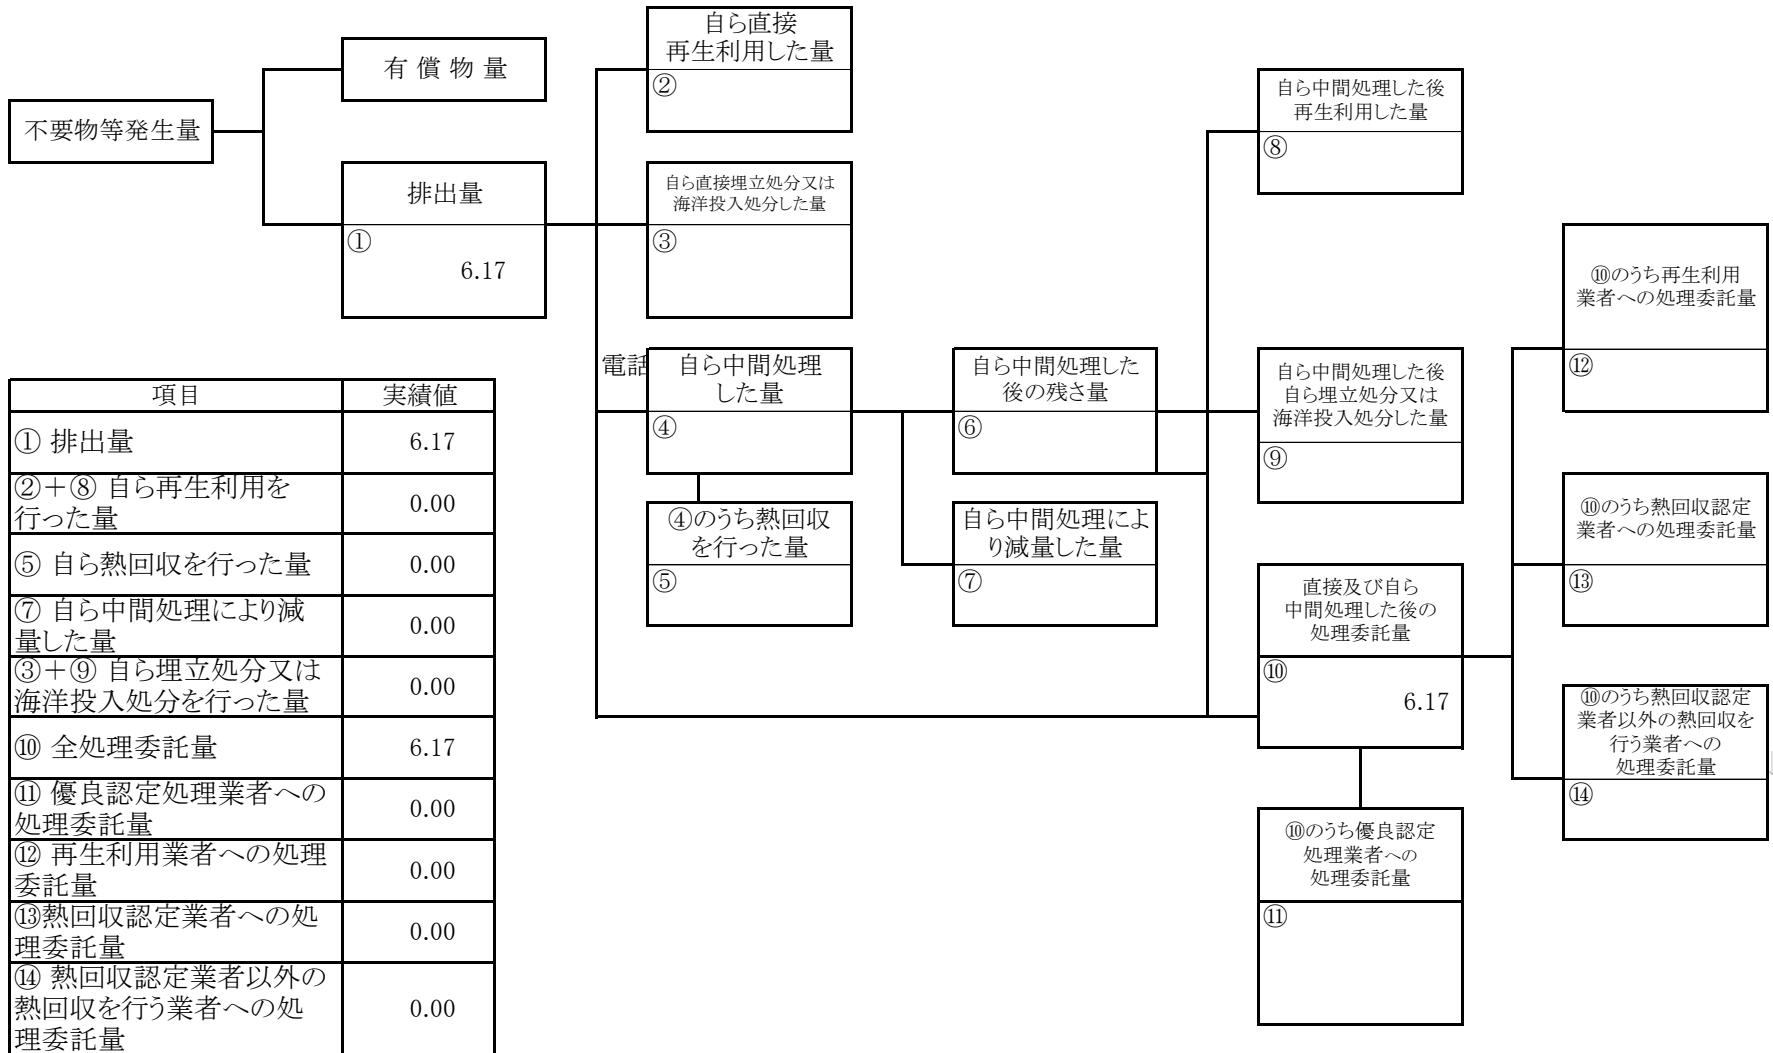 不要物等発生量
有 償 物 量
排出量
①
6.17
自ら直接
再生利用した量
②
自ら直接埋立処分又は
海洋投入処分した量
③
電話
自ら中間処理
した量
④
④のうち熱回収
を行った量
⑤
自ら中間処理した
後の残さ量
⑥
自ら中間処理によ
り減量した量
⑦
自ら中間処理した後
再生利用した量
⑧
自ら中間処理した後
自ら埋立処分又は
海洋投入処分した量
⑨
直接及び自ら
中間処理した後の
処理委託量
⑩
6.17
⑩のうち優良認定
処理業者への
処理委託量
⑪
⑩のうち再生利用
業者への処理委託量
⑫
⑩のうち熱回収認定
業者への処理委託量
⑬
⑩のうち熱回収認定
業者以外の熱回収を
行う業者への
処理委託量
⑭
項目 実績値
① 排出量 6.17
②＋⑧ 自ら再生利用を
行った量 0.00
⑤ 自ら熱回収を行った量 0.00
⑦ 自ら中間処理により減
量した量 0.00
③＋⑨ 自ら埋立処分又は
海洋投入処分を行った量 0.00
⑩ 全処理委託量 6.17
⑪ 優良認定処理業者への
処理委託量 0.00
⑫ 再生利用業者への処理
委託量 0.00
⑬熱回収認定業者への処
理委託量 0.00
⑭ 熱回収認定業者以外の
熱回収を行う業者への処
理委託量 0.00